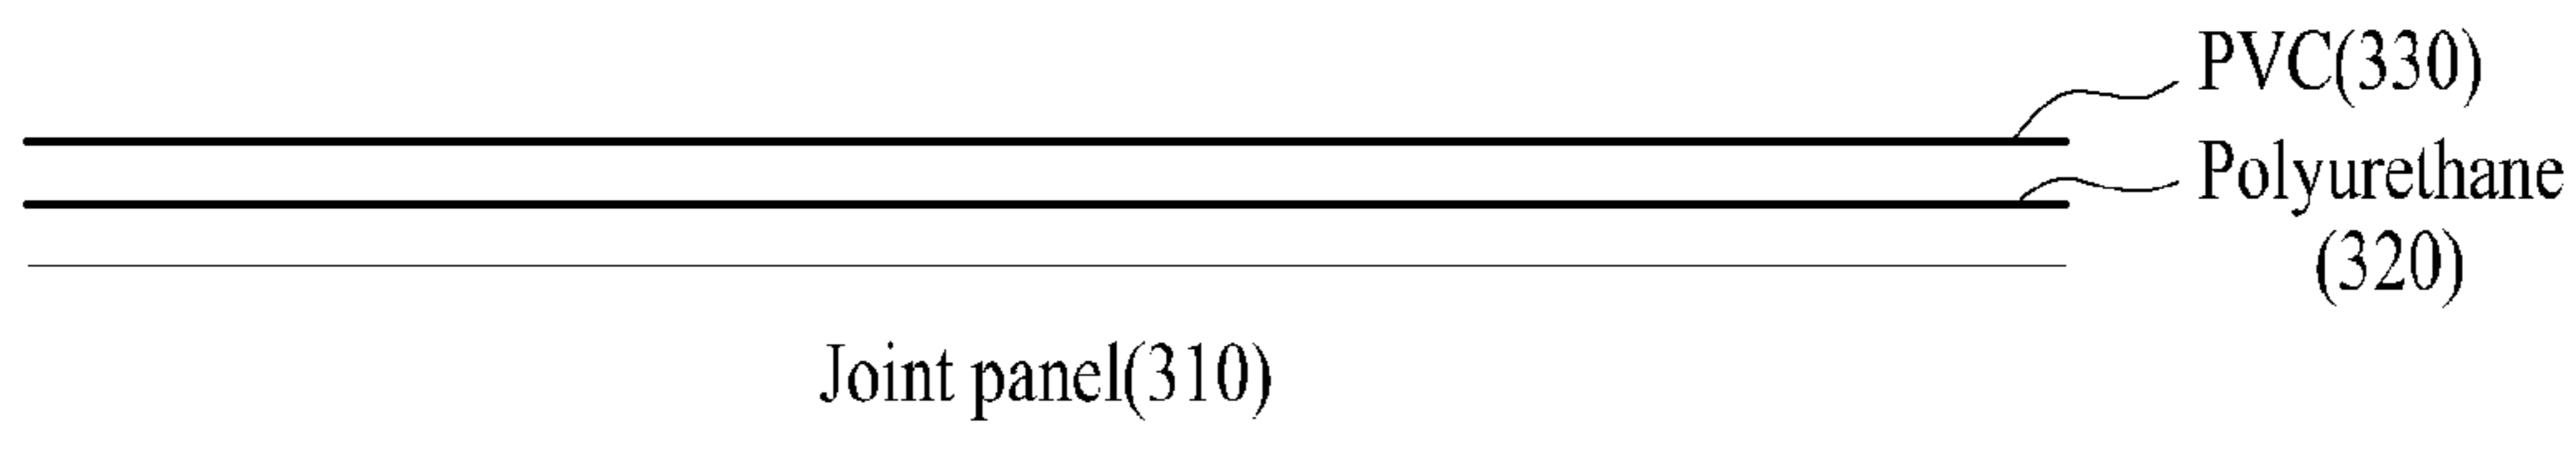 PVC(330)
Polyurethane
(320)
Joint panel(310)